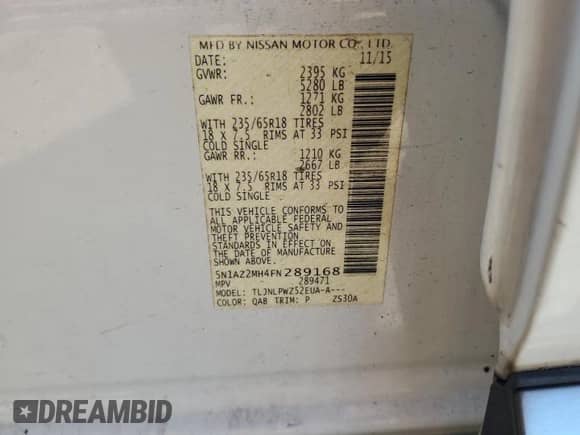 MFD BY NISSAN MOTOR CO., LTD.
DATE: 11/15
GVWR: 2395 KG
5280 LB
GAWR FR.: 1271 KG
2802 LB
WITH 235/65R18 TIRES
18 X 7.5 RIMS AT 33 PSI
COLD SINGLE
GAWR RR.: 1210 KG
2667 LB
WITH 235/65R18 TIRES
18 X 7.5 RIMS AT 33 PSI
COLD SINGLE
THIS VEHICLE CONFORMS TO
ALL APPLICABLE FEDERAL
MOTOR VEHICLE SAFETY AND
THEFT PREVENTION
STANDARDS IN EFFECT ON
THE DATE OF MANUFACTURE
SHOWN ABOVE.
5N1AZ2MH4FN289168
MPV 289471
MODEL: TLJNLPWZ52EUA-A---
COLOR: QAB TRIM: P Z530A
DREAMBID